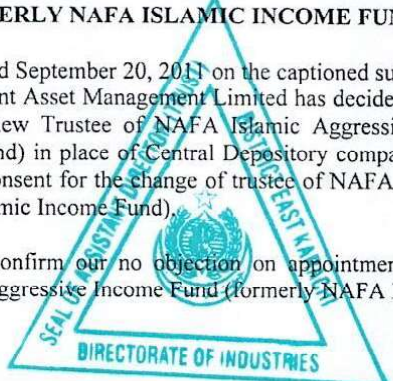 ERLY NAFA ISLAMIC INCOME FUN
d September 20, 2011 on the captioned su
nt Asset Management Limited has decide
ew Trustee of NAFA Islamic Aggressi
nd) in place of Central Depository compa
onsent for the change of trustee of NAFA
mic Income Fund).
onfirm our no objection on appointmen
ggressive Income Fund (formerly NAFA I
SEAL OF ASSISTANT DIRECTOR
DISTRICT EAST KARACHI
DIRECTORATE OF INDUSTRIES